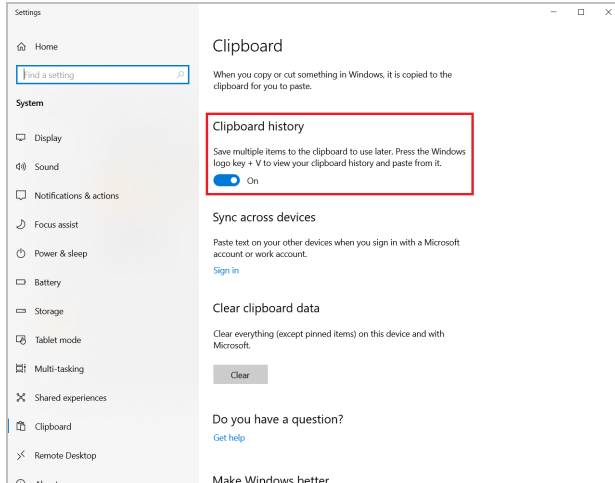 Settings
Home
Find a setting
System
Display
Sound
Notifications & actions
Focus assist
Power & sleep
Battery
Storage
Tablet mode
Multi-tasking
Shared experiences
Clipboard
Remote Desktop
Clipboard
When you copy or cut something in Windows, it is copied to the
clipboard for you to paste.
Clipboard history
Save multiple items to the clipboard to use later. Press the Windows
logo key + V to view your clipboard history and paste from it.
On
Sync across devices
Paste text on your other devices when you sign in with a Microsoft
account or work account.
Sign in
Clear clipboard data
Clear everything (except pinned items) on this device and with
Microsoft.
Clear
Do you have a question?
Get help
Make Windows better